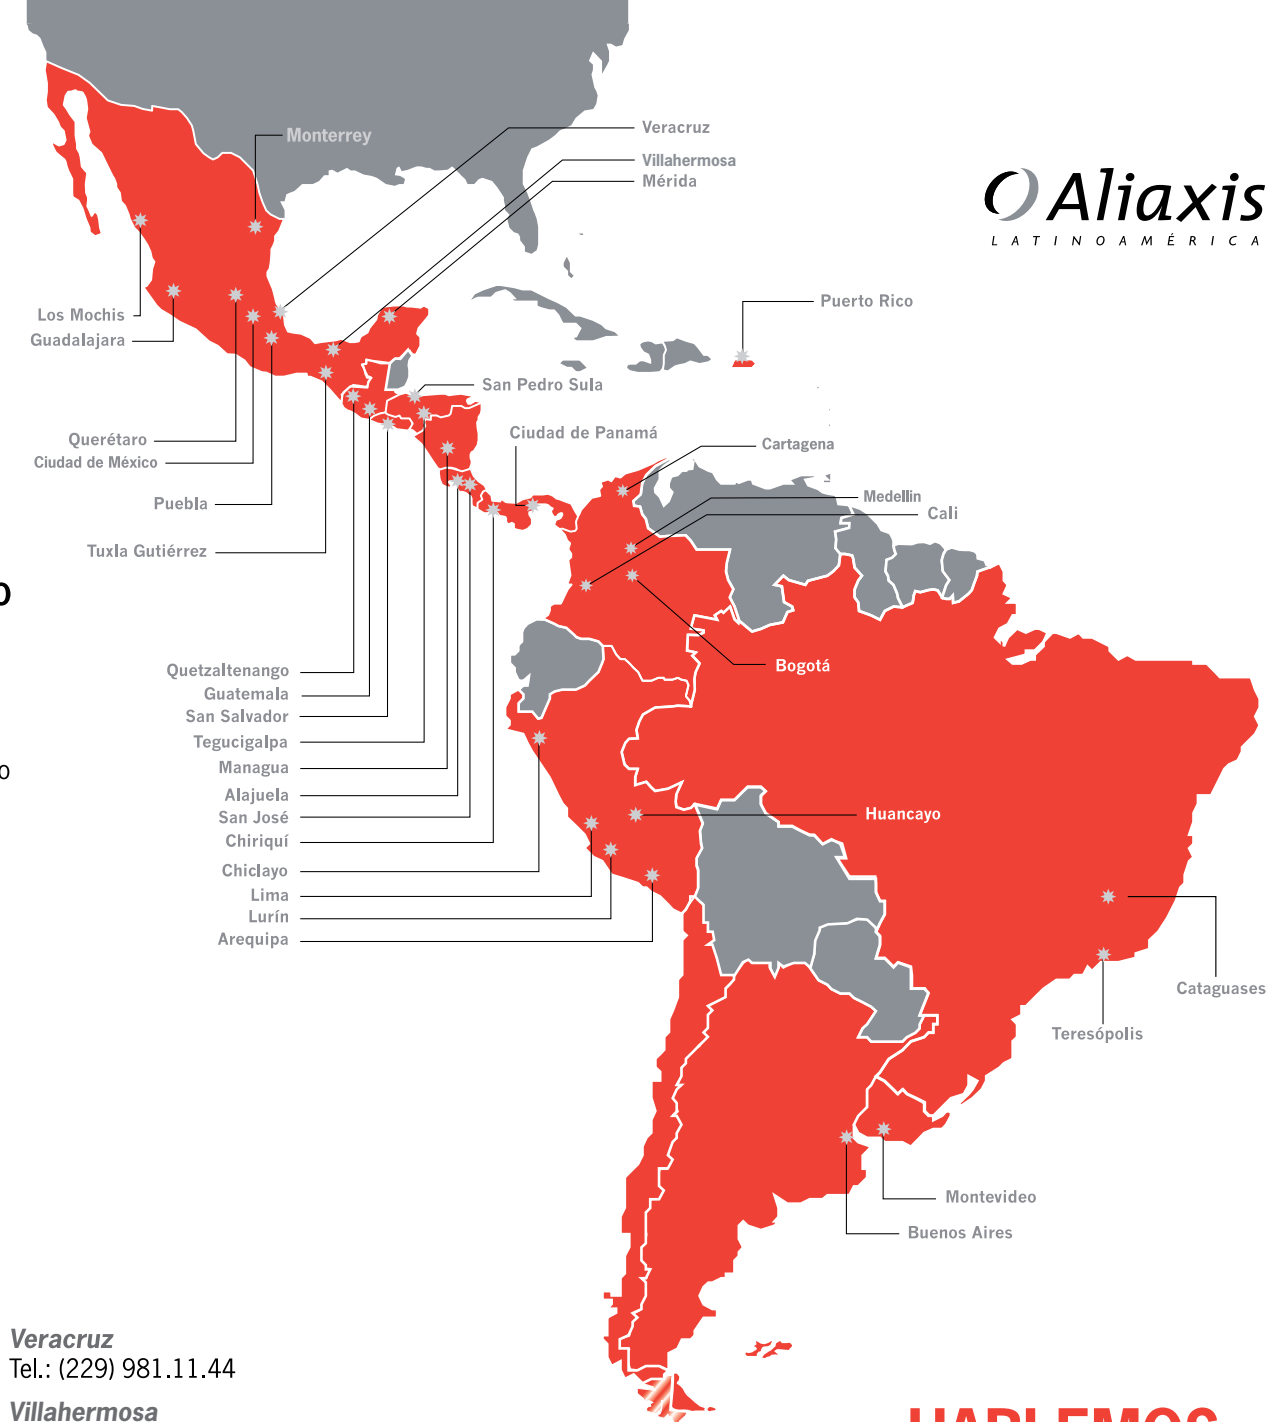 Monterrey
Veracruz
Villahermosa
Mérida
Aliaxis
LATINOAMÉRICA
Puerto Rico
Los Mochis
Guadalajara
San Pedro Sula
Ciudad de Panamá
Querétaro
Ciudad de México
Cartagena
Puebla
Medellin
Cali
Tuxla Gutiérrez
Bogotá
Quetzaltenango
Guatemala
San Salvador
Tegucigalpa
Managua
Alajuela
San José
Chiriquí
Huancayo
Chiclayo
Lima
Lurín
Arequipa
Cataguases
Teresópolis
Montevideo
Buenos Aires
Veracruz
Tel.: (229) 981.11.44
Villahermosa
HABLEMOS